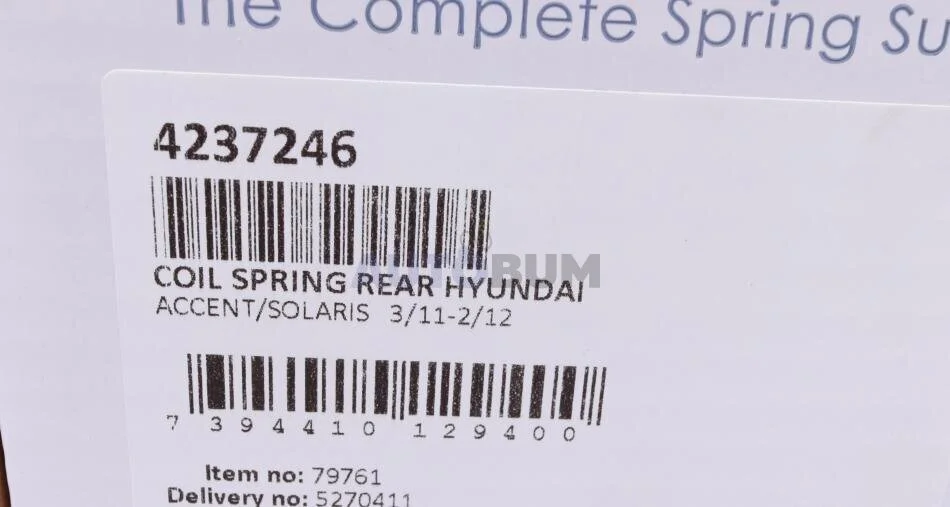 The Complete Spring Su
4237246
AUTOBUM
COIL SPRING REAR HYUNDAI
ACCENT/SOLARIS 3/11-2/12
7 394410 129400
Item no: 79761
Delivery no: 5270411